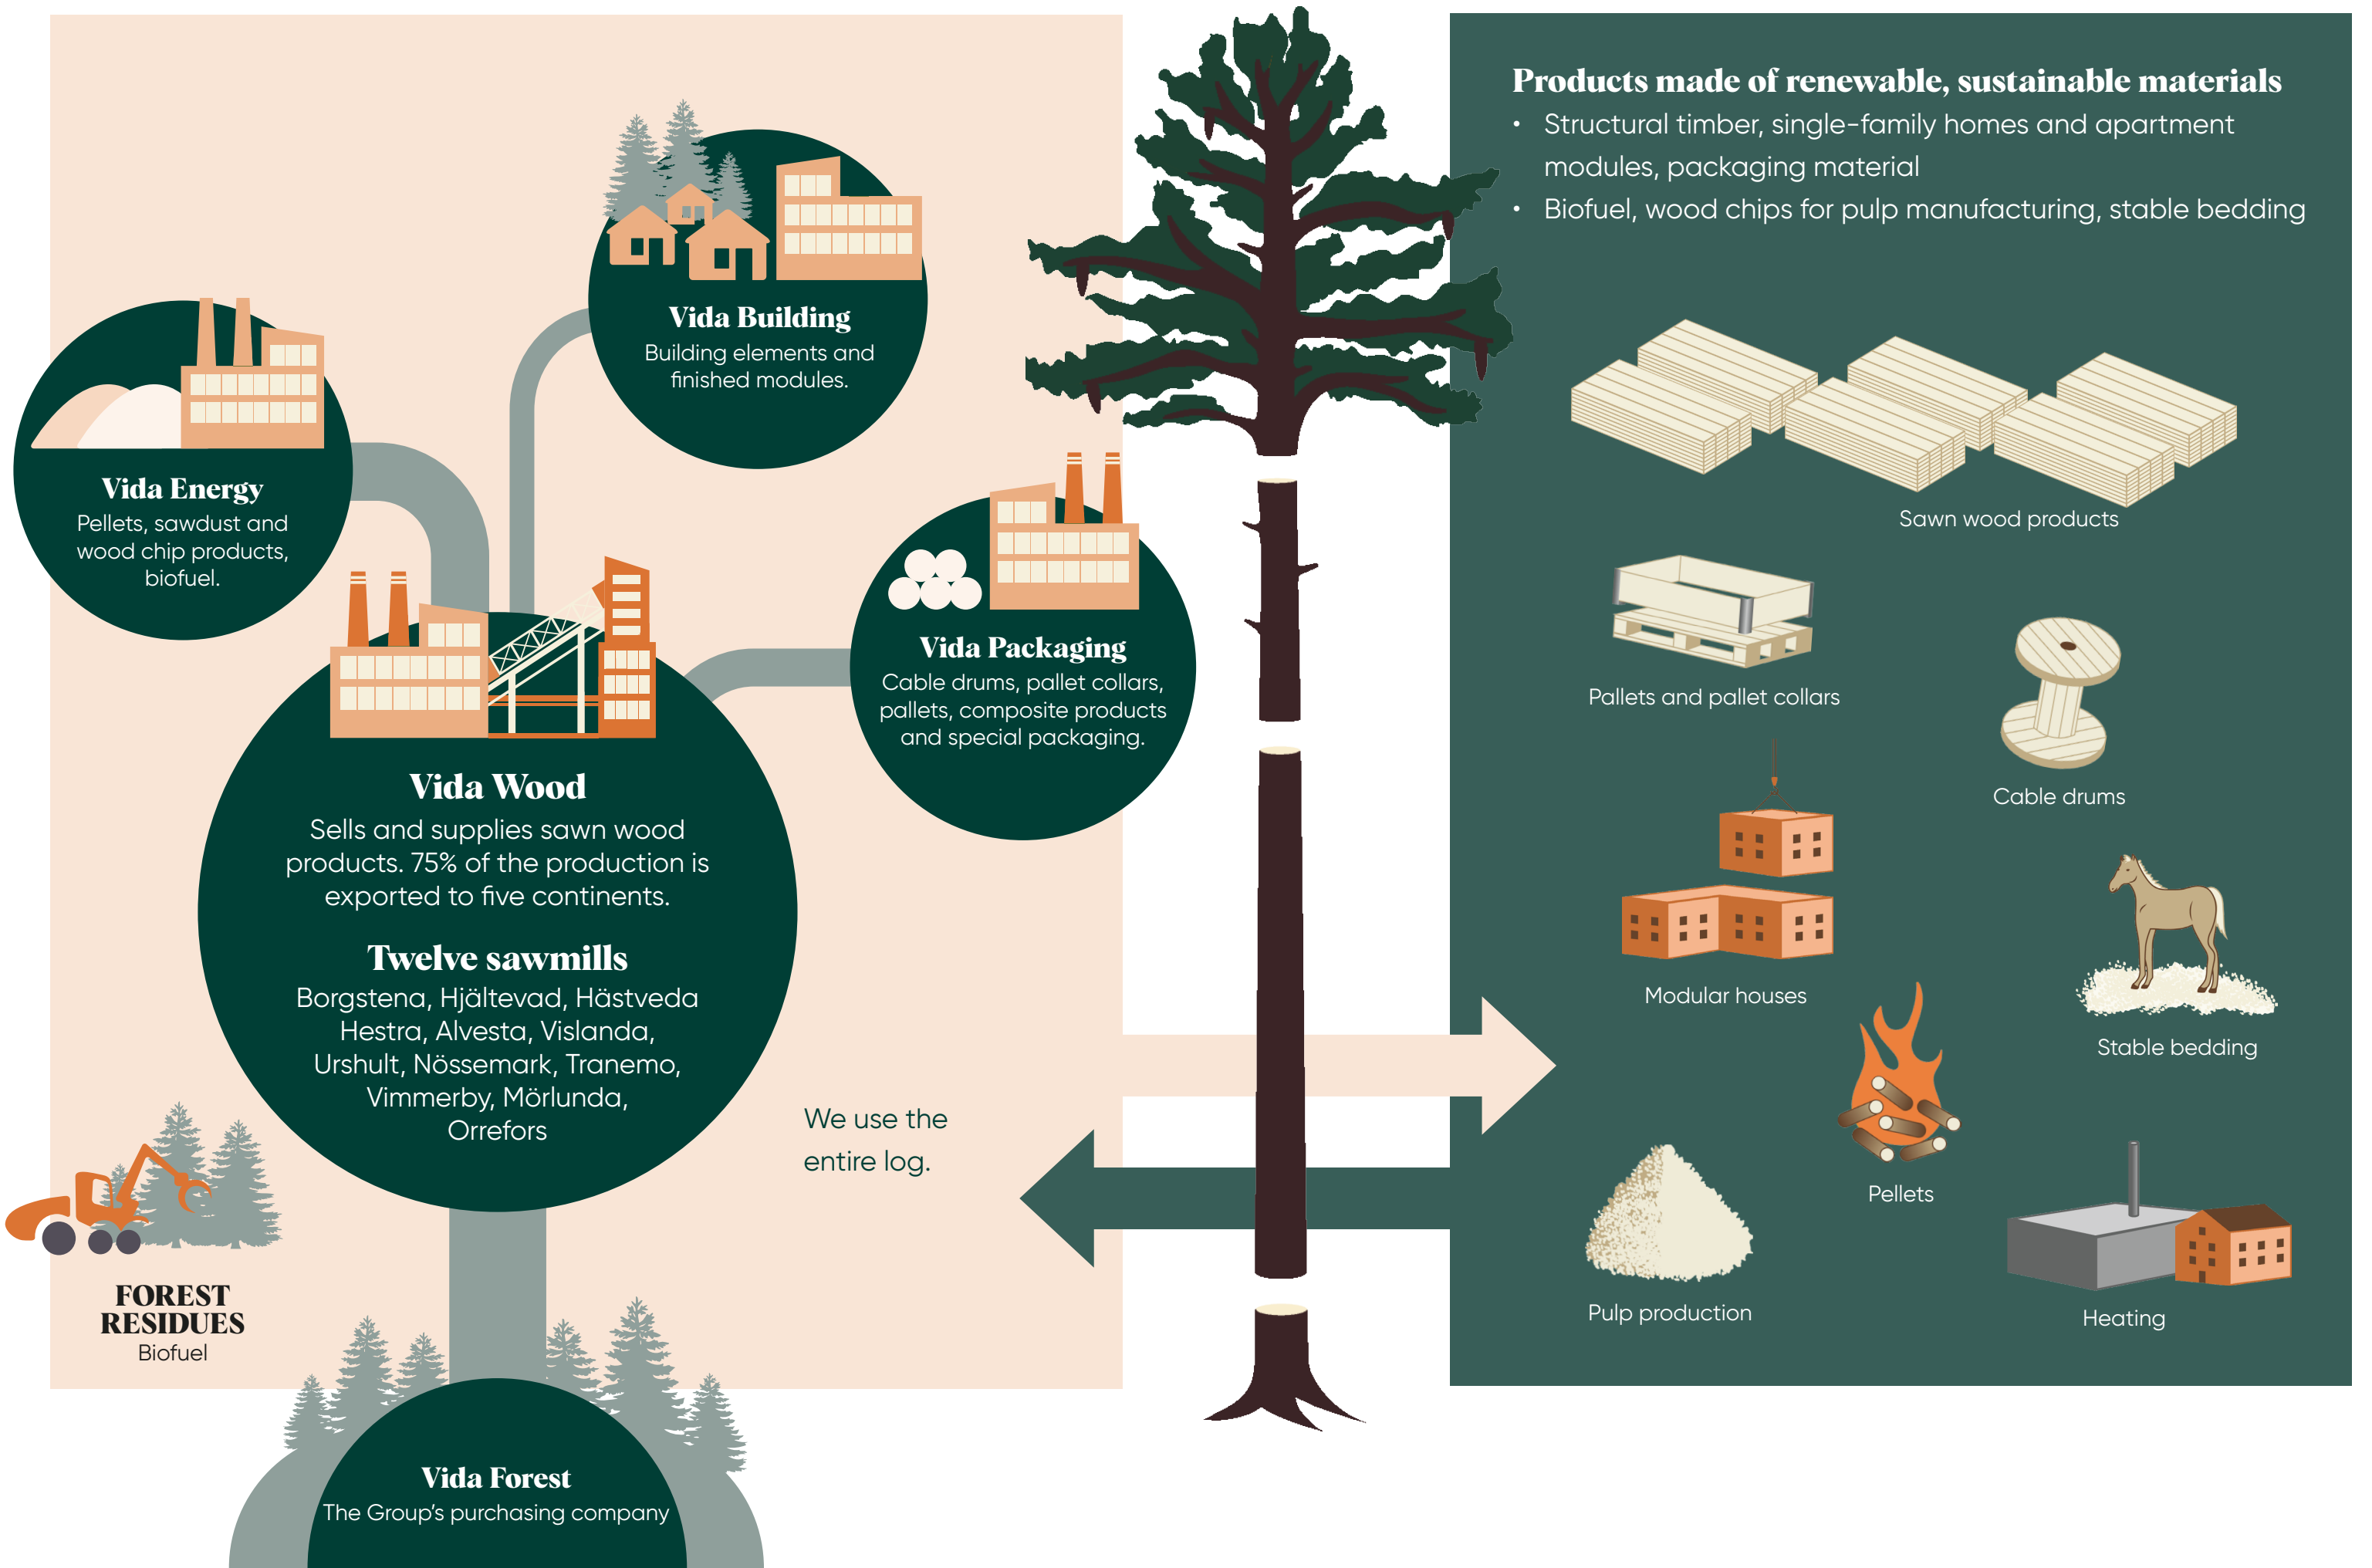 Vida Building
Building elements and
finished modules.
Vida Energy
Pellets, sawdust and
wood chip products,
biofuel.
Vida Packaging
Cable drums, pallet collars,
pallets, composite products
and special packaging.
Vida Wood
Sells and supplies sawn wood
products. 75% of the production is
exported to five continents.
Twelve sawmills
Borgstena, Hjältevad, Hästveda
Hestra, Alvesta, Vislanda,
Urshult, Nössemark, Tranemo,
Vimmerby, Mörlunda,
Orrefors
We use the
entire log.
FOREST
RESIDUES
Biofuel
Vida Forest
The Group's purchasing company
Products made of renewable, sustainable materials
• Structural timber, single-family homes and apartment
modules, packaging material
• Biofuel, wood chips for pulp manufacturing, stable bedding
Sawn wood products
Pallets and pallet collars
Cable drums
Modular houses
Stable bedding
Pellets
Pulp production
Heating